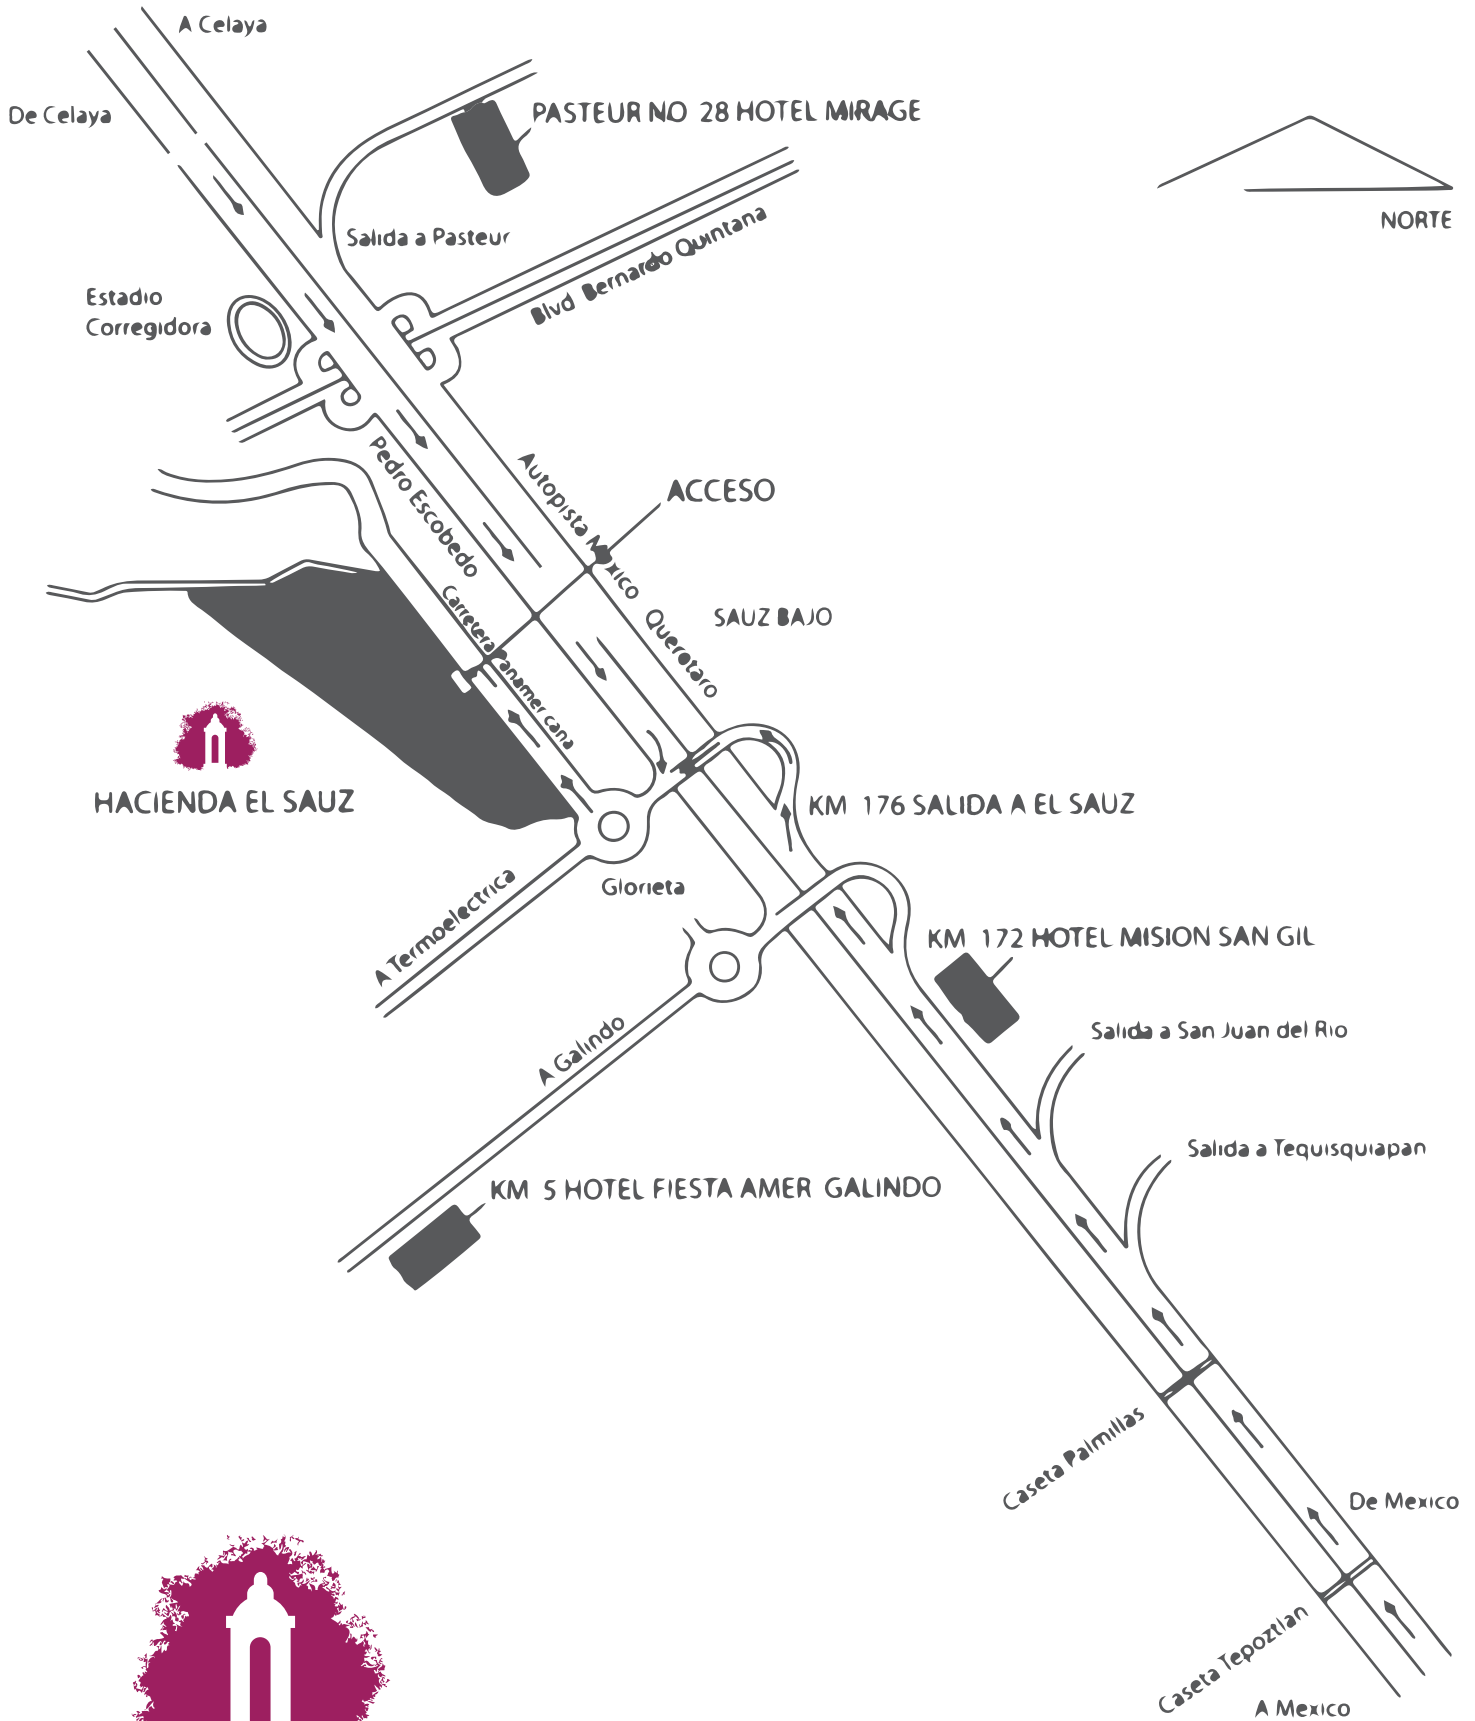 A Celaya
De Celaya
PASTEUR NO 28 HOTEL MIRAGE
NORTE
Salida a Pasteur
Blvd Bernardo Quintana
Estadio
Corregidora
Pedro Escobedo
Autopista Mexico Queretaro
ACCESO
Carretera Panamericana
SAUZ BAJO
HACIENDA EL SAUZ
KM 176 SALIDA A EL SAUZ
Glorieta
A Termoelectrica
KM 172 HOTEL MISION SAN GIL
A Galindo
Salida a San Juan del Rio
Salida a Tequisquiapan
KM 5 HOTEL FIESTA AMER GALINDO
Caseta Palmillas
De Mexico
Caseta Tepoztlan
A Mexico